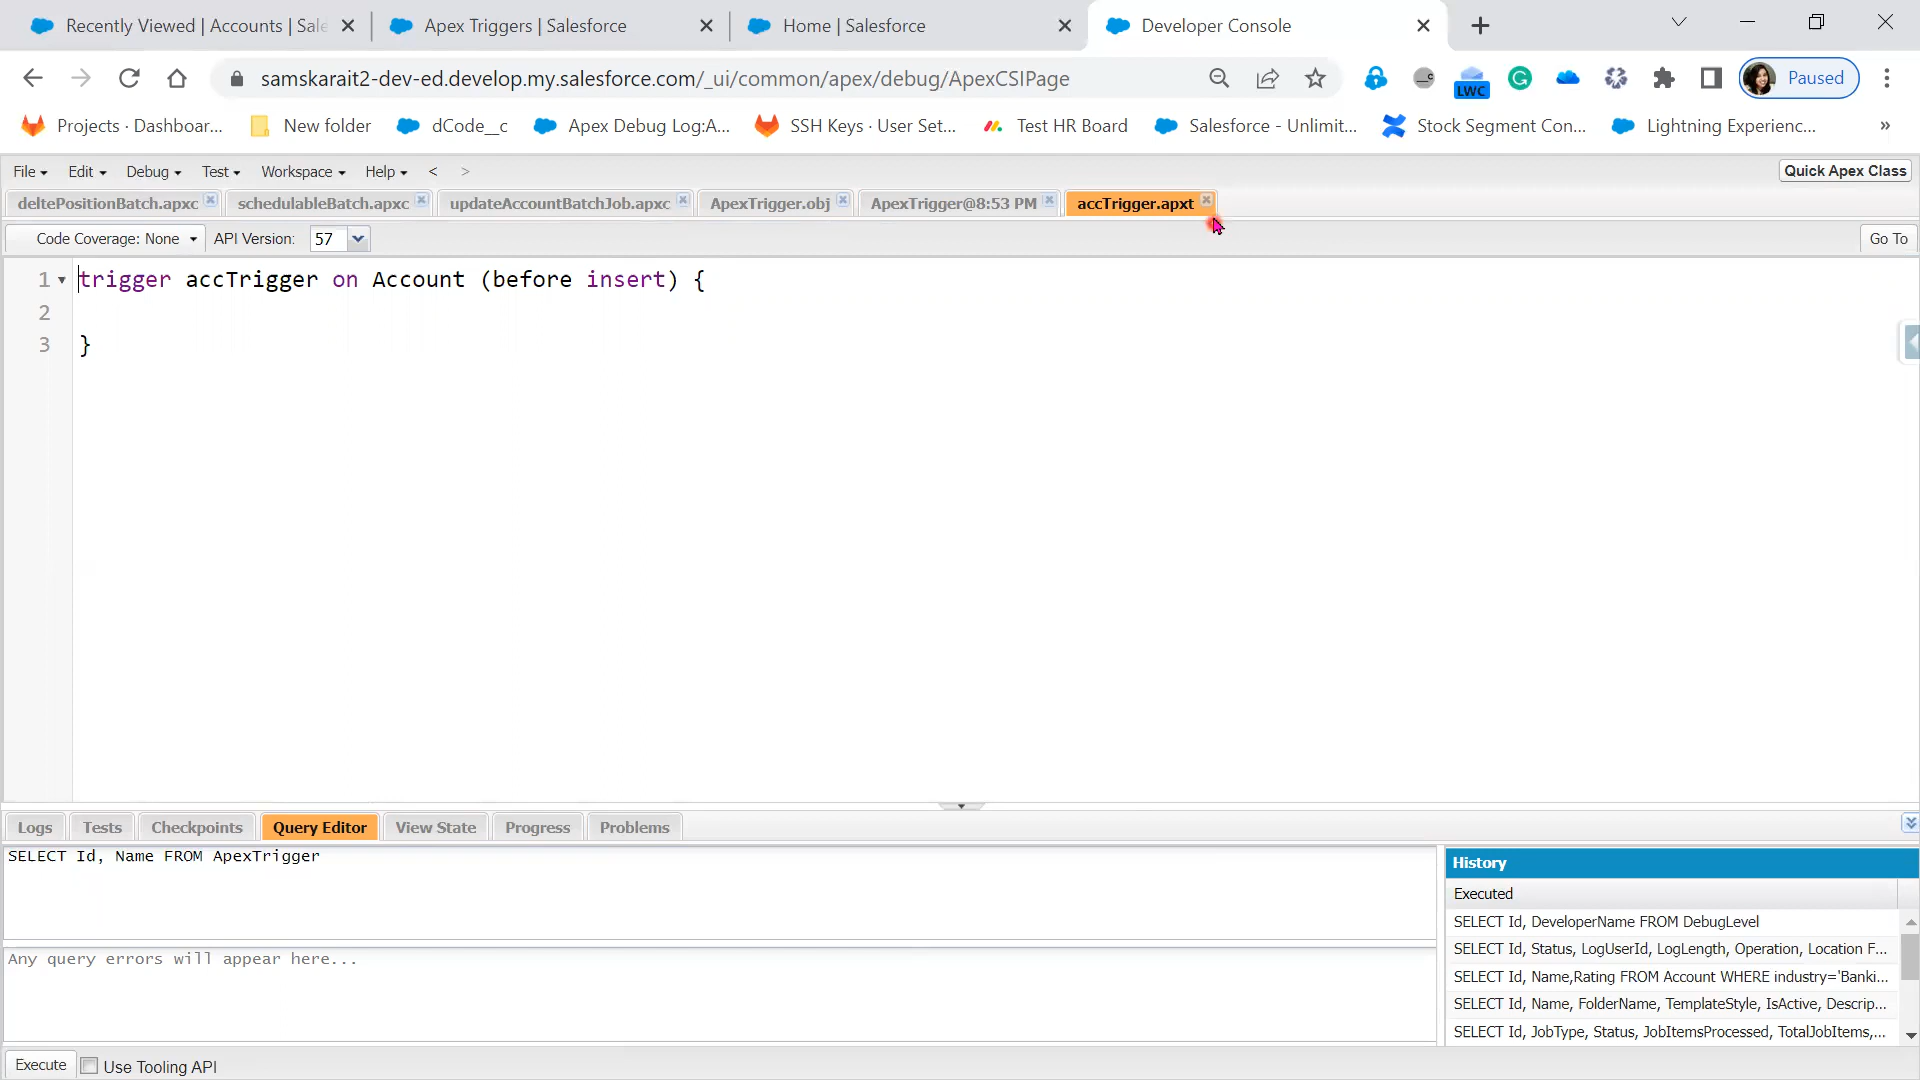 Recently Viewed | Accounts | Sale
Apex Triggers | Salesforce
Home | Salesforce
Developer Console
samskarait2-dev-ed.develop.my.salesforce.com/_ui/common/apex/debug/ApexCSIPage
LWC
Paused
Projects · Dashboar...
New folder
dCode__c
Apex Debug Log:A...
SSH Keys · User Set...
Test HR Board
Salesforce - Unlimit...
Stock Segment Con...
Lightning Experienc...
»
File Edit Debug Test Workspace Help < >
Quick Apex Class
deltePositionBatch.apxc
schedulableBatch.apxc
updateAccountBatchJob.apxc
ApexTrigger.obj
ApexTrigger@8:53 PM
accTrigger.apxt
Code Coverage: None
API Version: 57
Go To
1 trigger accTrigger on Account (before insert) {
2
3 }
Logs
Tests
Checkpoints
Query Editor
View State
Progress
Problems
SELECT Id, Name FROM ApexTrigger
Any query errors will appear here...
History
Executed
SELECT Id, DeveloperName FROM DebugLevel
SELECT Id, Status, LogUserId, LogLength, Operation, Location F...
SELECT Id, Name,Rating FROM Account WHERE industry='Banki...
SELECT Id, Name, FolderName, TemplateStyle, IsActive, Descrip...
SELECT Id, JobType, Status, JobItemsProcessed, TotalJobItems,...
Execute
Use Tooling API